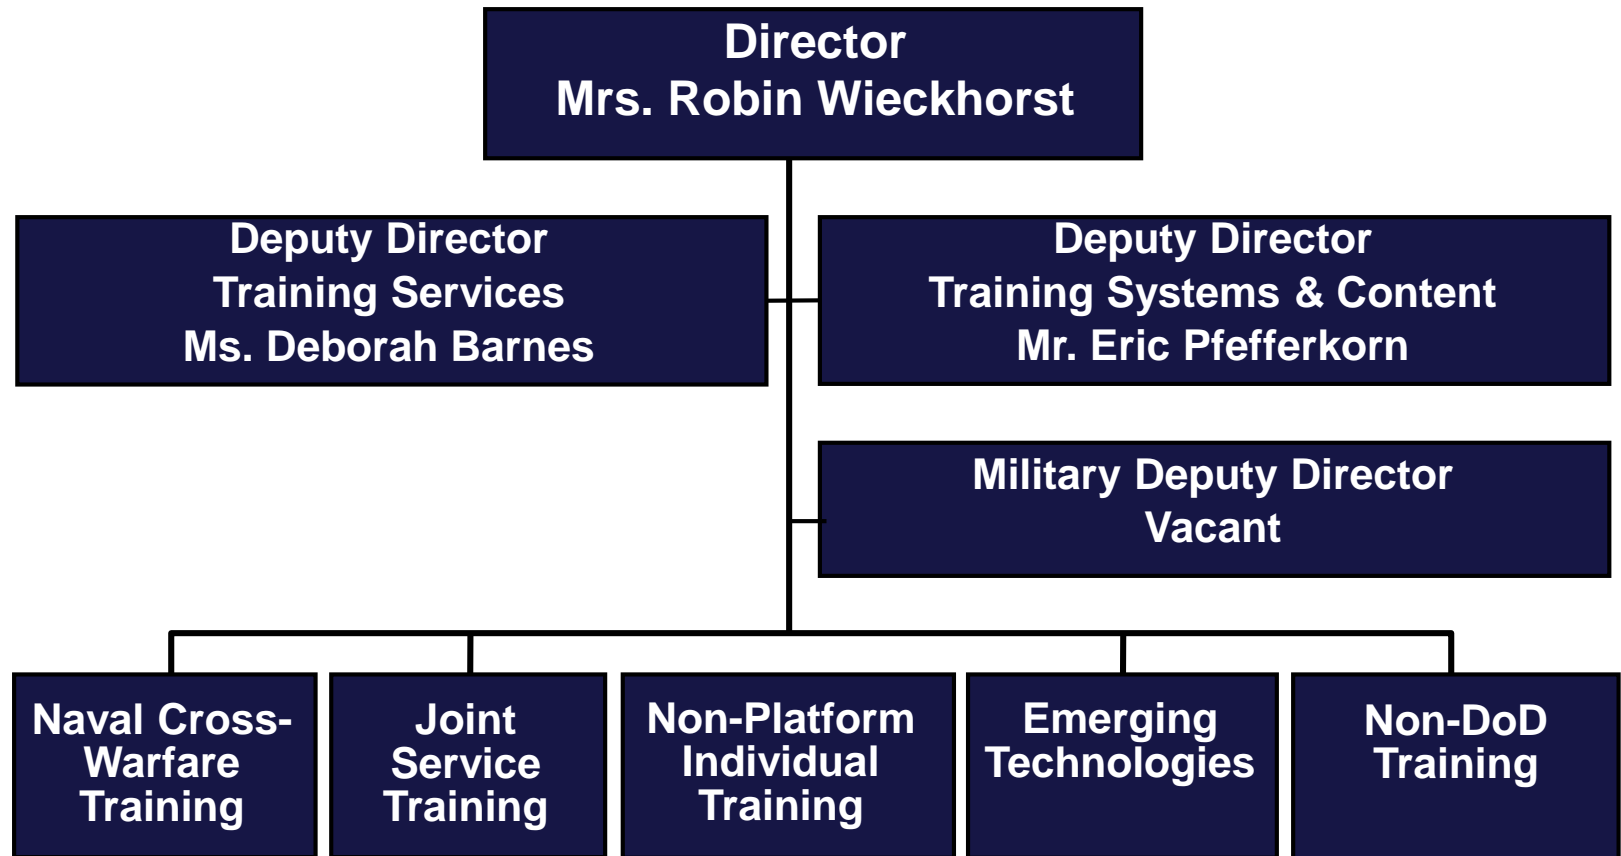 Director
Mrs. Robin Wieckhorst
Deputy Director
Training Services
Ms. Deborah Barnes
Deputy Director
Training Systems & Content
Mr. Eric Pfefferkorn
Military Deputy Director
Vacant
Naval Cross-
Warfare
Training
Joint
Service
Training
Non-Platform
Individual
Training
Emerging
Technologies
Non-DoD
Training